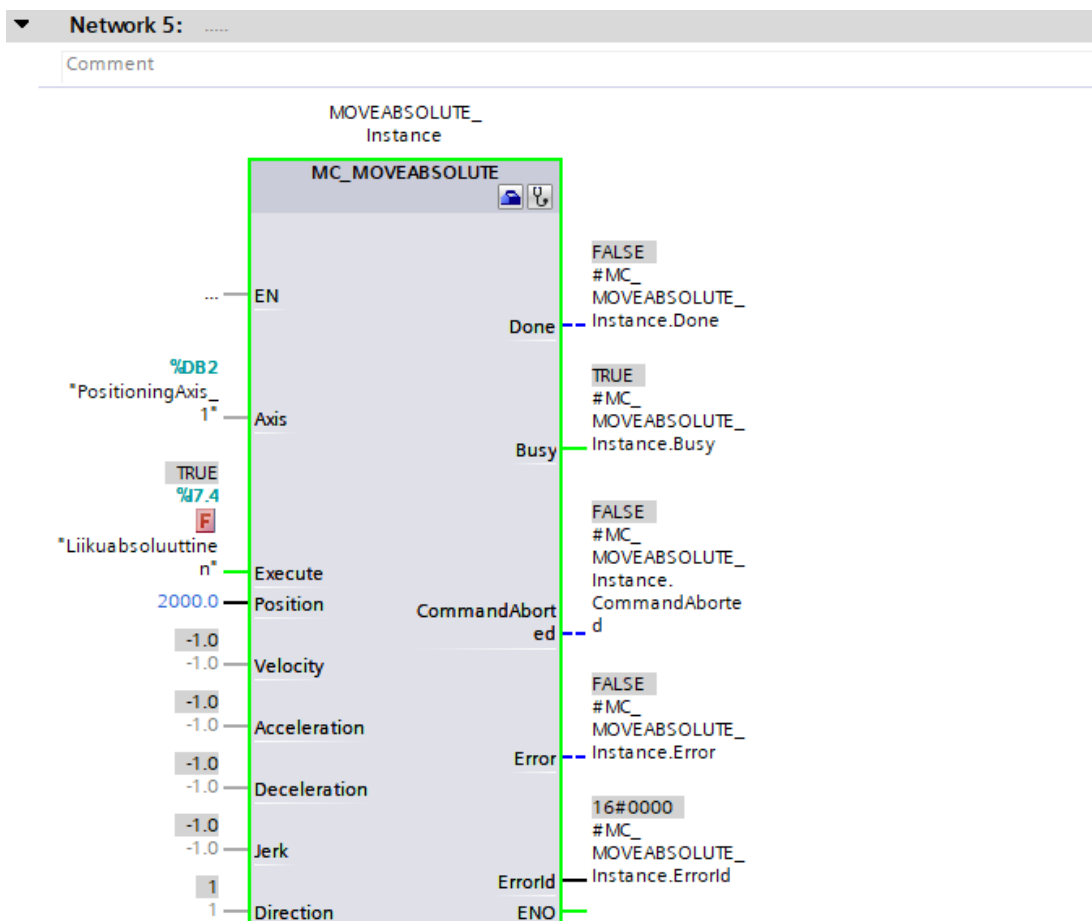 Network 5: .....
Comment
MOVEABSOLUTE_
Instance
MC_MOVEABSOLUTE
FALSE
#MC_
MOVEABSOLUTE_
Instance.Done
... EN
Done
%DB2
"PositioningAxis_
1"
Axis
TRUE
#MC_
MOVEABSOLUTE_
Instance.Busy
Busy
TRUE
%I7.4
F
"Liikuabsoluuttine
n"
Execute
FALSE
#MC_
MOVEABSOLUTE_
Instance.
CommandAborte
d
2000.0 Position
CommandAbort
ed
-1.0
-1.0 Velocity
-1.0
-1.0 Acceleration
FALSE
#MC_
MOVEABSOLUTE_
Instance.Error
Error
-1.0
-1.0 Deceleration
-1.0
-1.0 Jerk
16#0000
#MC_
MOVEABSOLUTE_
Instance.ErrorId
ErrorId
1
1 Direction
ENO